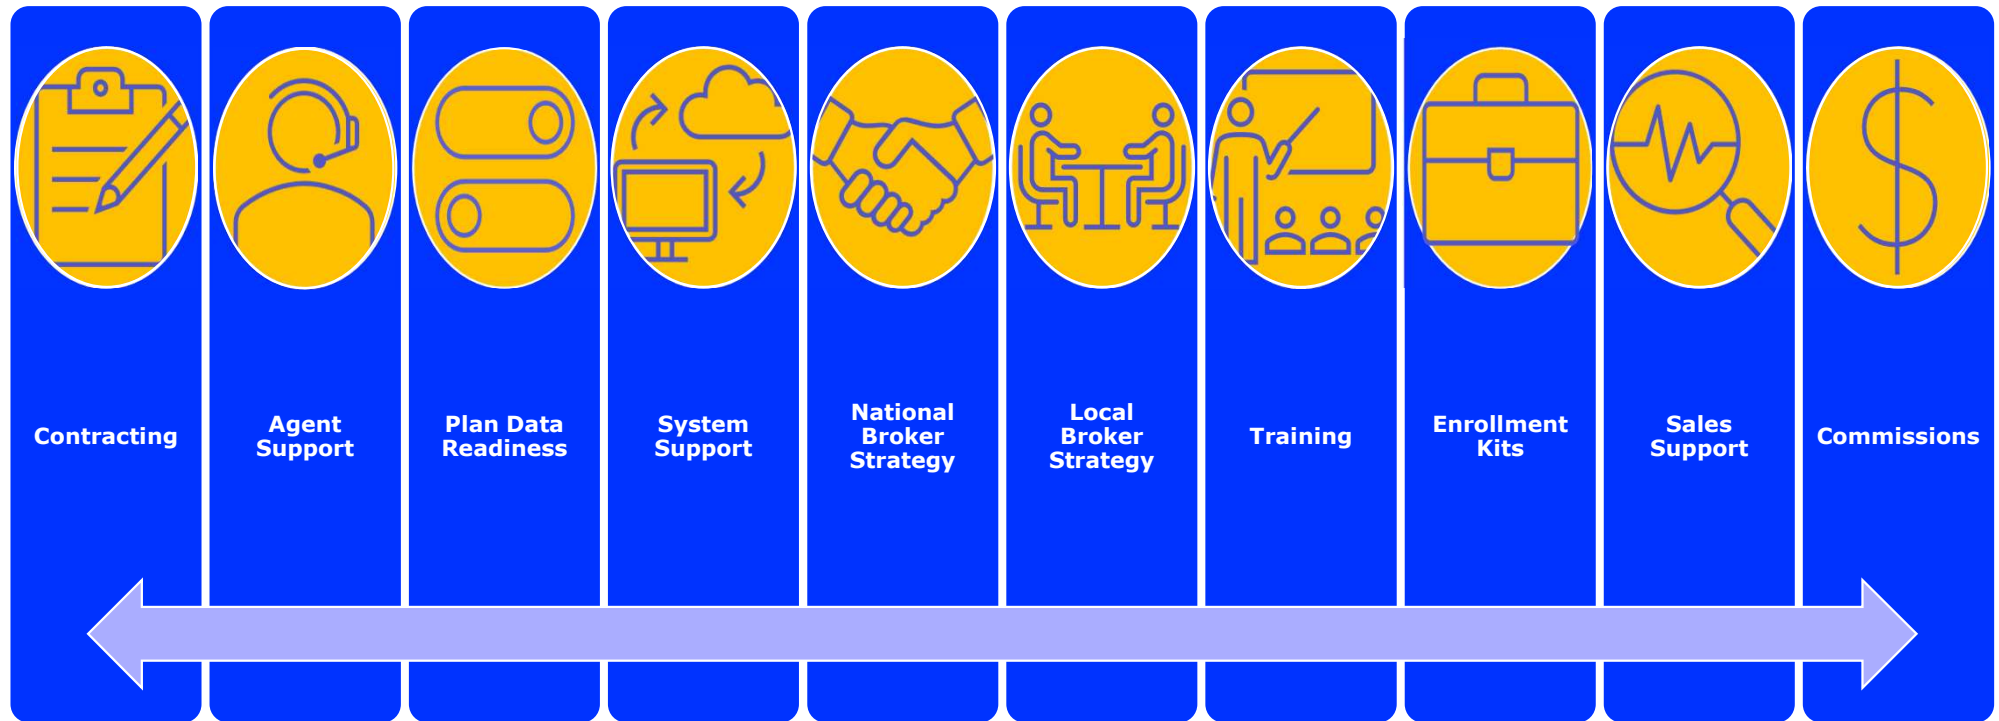 Contracting
Agent
Support
Plan Data
Readiness
System
Support
National
Broker
Strategy
Local
Broker
Strategy
Training
Enrollment
Kits
Sales
Support
Commissions